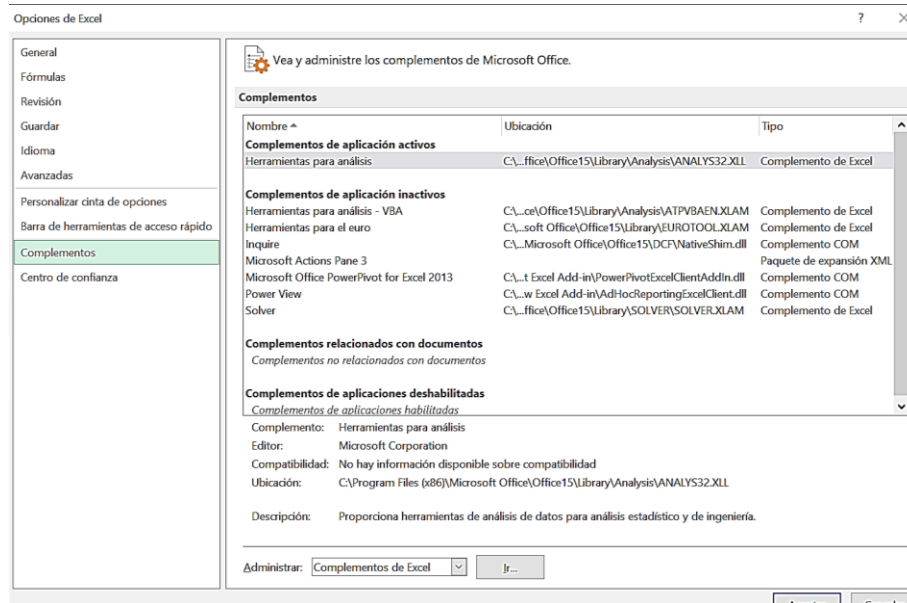 Opciones de Excel ?
General
Fórmulas
Revisión
Guardar
Idioma
Avanzadas
Personalizar cinta de opciones
Barra de herramientas de acceso rápido
Complementos
Centro de confianza
Vea y administre los complementos de Microsoft Office.
Complementos
Nombre Ubicación Tipo
Complementos de aplicación activos
Herramientas para análisis C:\...ffice\Office15\Library\Analysis\ANALYS32.XLL Complemento de Excel
Complementos de aplicación inactivos
Herramientas para análisis - VBA C:\...ce\Office15\Library\Analysis\ATPVBAEN.XLAM Complemento de Excel
Herramientas para el euro C:\...soft Office\Office15\Library\EUROTOOL.XLAM Complemento de Excel
Inquire C:\...Microsoft Office\Office15\DCF\NativeShim.dll Complemento COM
Microsoft Actions Pane 3 Paquete de expansión XML
Microsoft Office PowerPivot for Excel 2013 C:\...t Excel Add-in\PowerPivotExcelClientAddIn.dll Complemento COM
Power View C:\...w Excel Add-in\AdHocReportingExcelClient.dll Complemento COM
Solver C:\...ffice\Office15\Library\SOLVER\SOLVER.XLAM Complemento de Excel
Complementos relacionados con documentos
Complementos no relacionados con documentos
Complementos de aplicaciones deshabilitadas
Complementos de aplicaciones habilitadas
Complemento: Herramientas para análisis
Editor: Microsoft Corporation
Compatibilidad: No hay información disponible sobre compatibilidad
Ubicación: C:\Program Files (x86)\Microsoft Office\Office15\Library\Analysis\ANALYS32.XLL
Descripción: Proporciona herramientas de análisis de datos para análisis estadístico y de ingeniería.
Administrar: Complementos de Excel Ir...